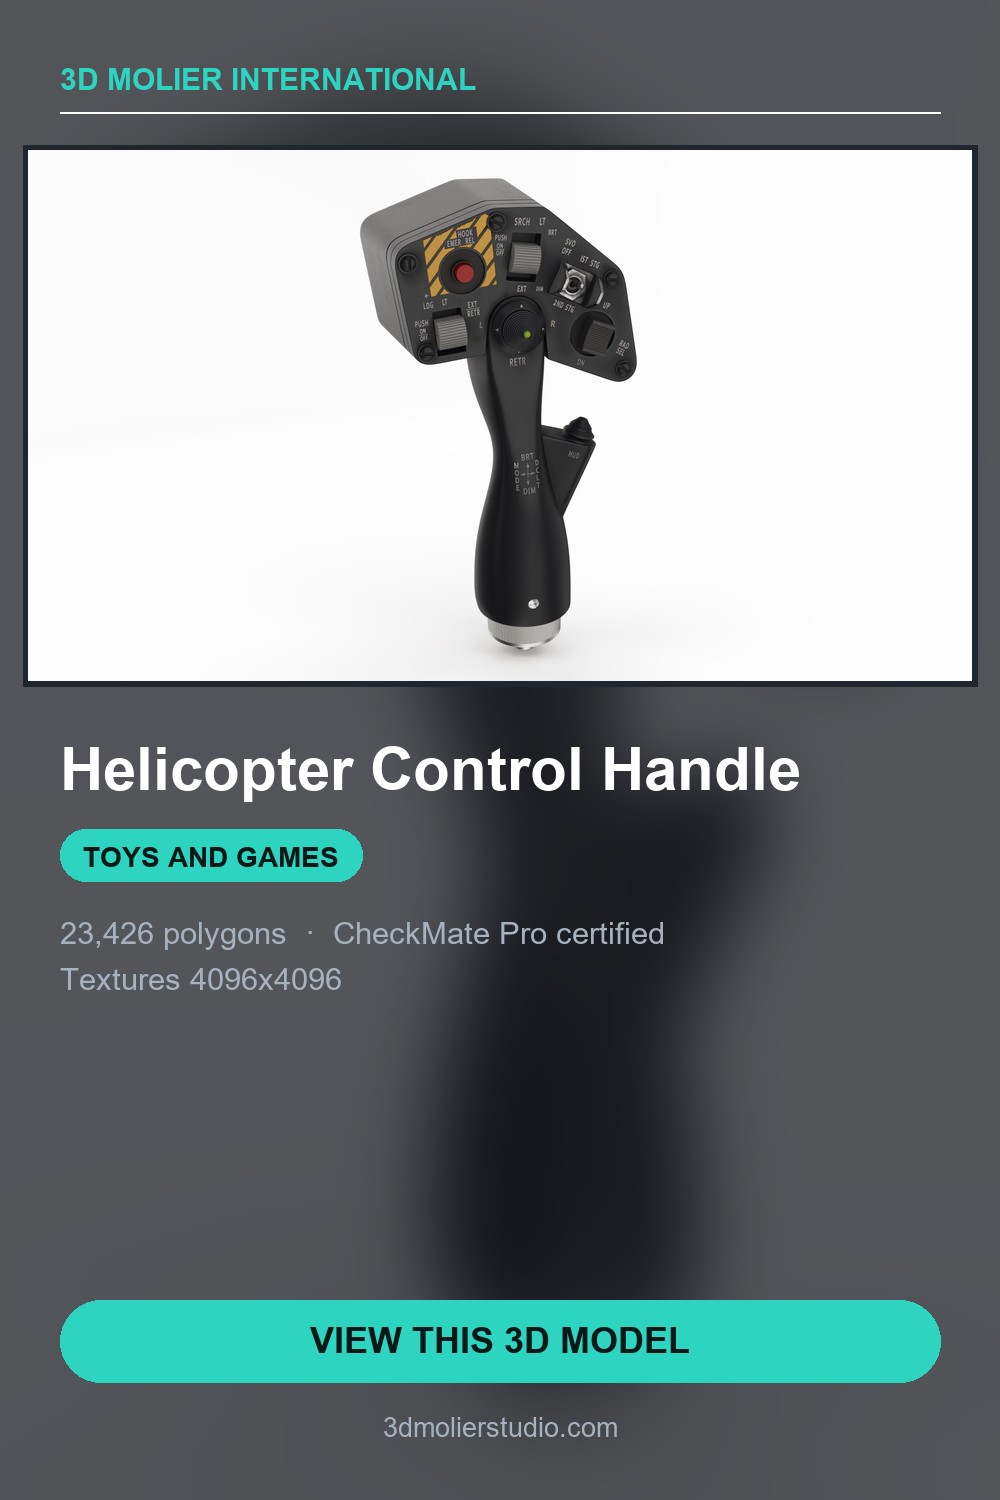 3D MOLIER INTERNATIONAL
HOOK
EMER REL
SRCH LT
BRT
PUSH
ON
OFF
SVO
OFF
1ST STG
EXT
DIM
2ND STG
UP
LDG LT
EXT
RETR
PUSH
ON
OFF
L
R
RETR
DN
RAD
SEL
HUD
BRT
MODE
DCLT
DIM
Helicopter Control Handle
TOYS AND GAMES
23,426 polygons · CheckMate Pro certified
Textures 4096x4096
VIEW THIS 3D MODEL
3dmolierstudio.com